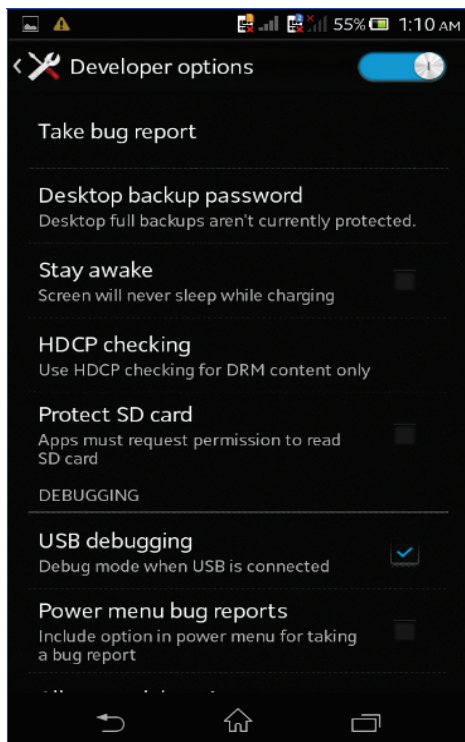 55% 1:10 AM
Developer options
Take bug report
Desktop backup password
Desktop full backups aren't currently protected.
Stay awake
Screen will never sleep while charging
HDCP checking
Use HDCP checking for DRM content only
Protect SD card
Apps must request permission to read
SD card
DEBUGGING
USB debugging
Debug mode when USB is connected
Power menu bug reports
Include option in power menu for taking
a bug report